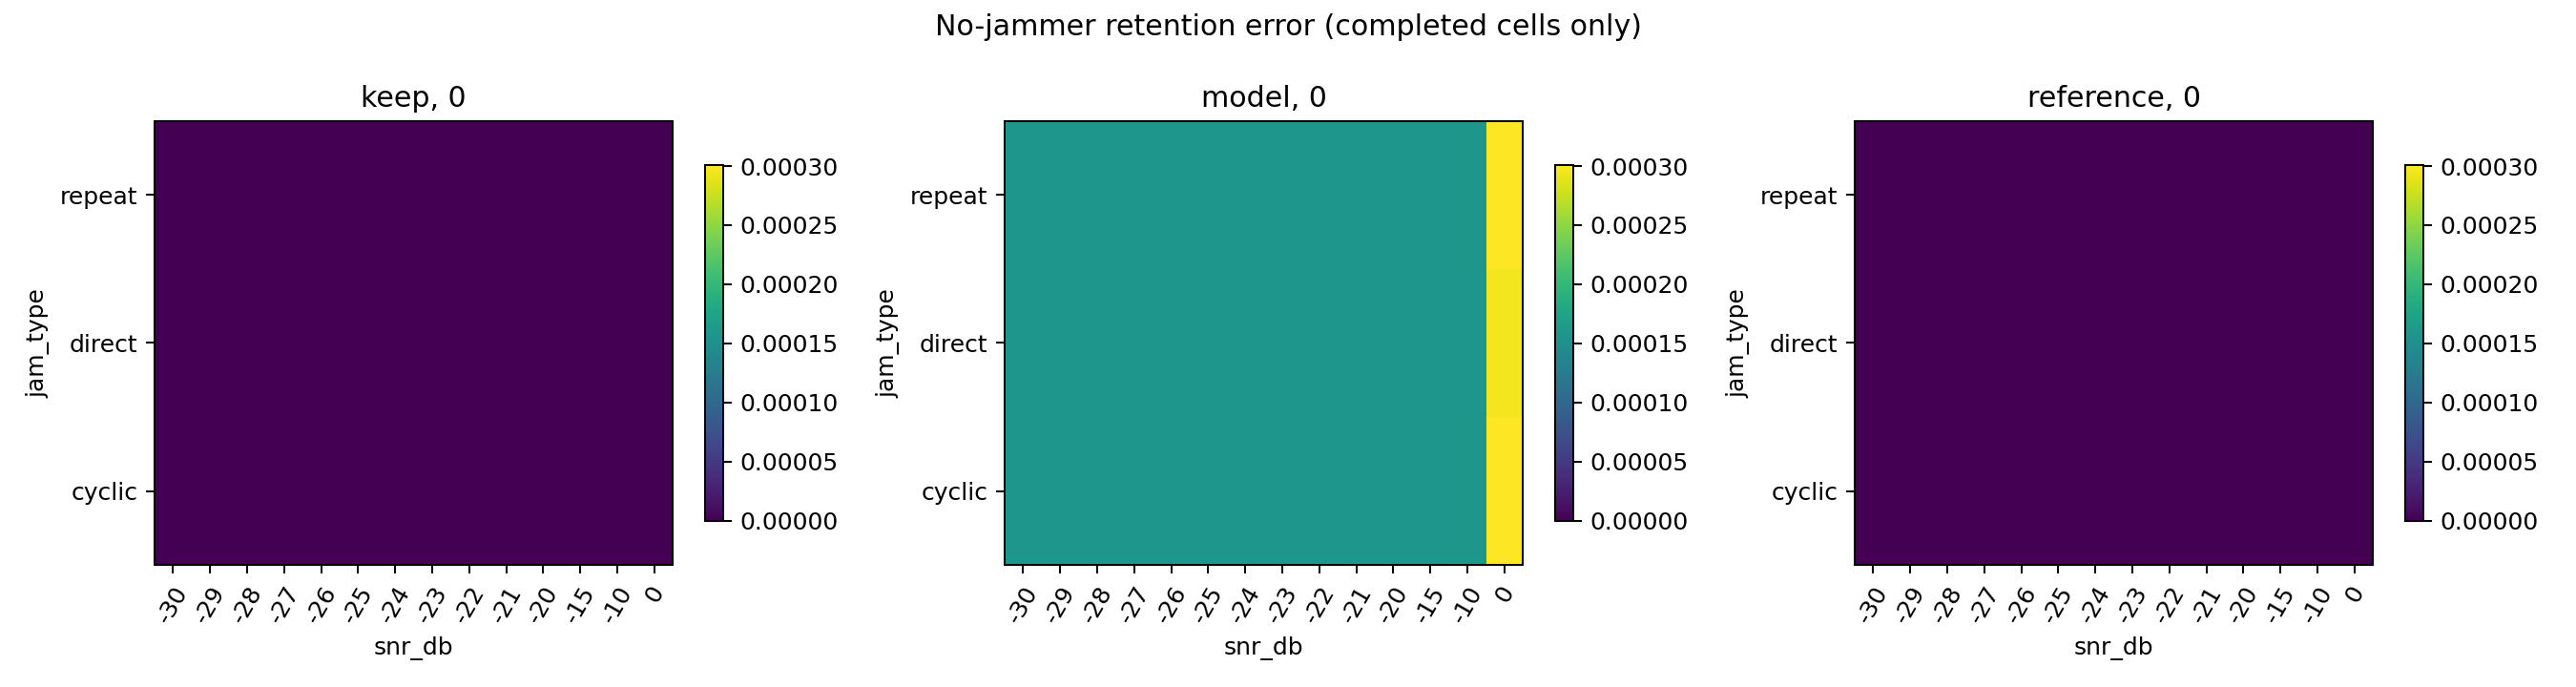 No-jammer retention error (completed cells only)
keep, 0
jam_type
repeat
direct
cyclic
-30 -29 -28 -27 -26 -25 -24 -23 -22 -21 -20 -15 -10 0
snr_db
0.00030
0.00025
0.00020
0.00015
0.00010
0.00005
0.00000
model, 0
jam_type
repeat
direct
cyclic
-30 -29 -28 -27 -26 -25 -24 -23 -22 -21 -20 -15 -10 0
snr_db
0.00030
0.00025
0.00020
0.00015
0.00010
0.00005
0.00000
reference, 0
jam_type
repeat
direct
cyclic
-30 -29 -28 -27 -26 -25 -24 -23 -22 -21 -20 -15 -10 0
snr_db
0.00030
0.00025
0.00020
0.00015
0.00010
0.00005
0.00000